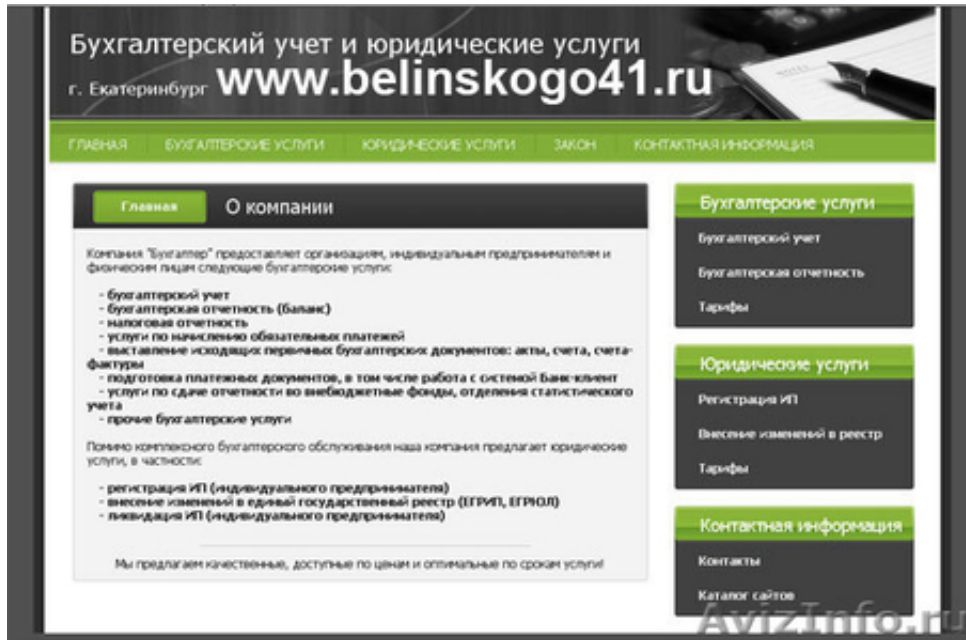 Бухгалтерский учет и юридические услуги
г. Екатеринбург www.belinskogo41.ru
ГЛАВНАЯ БУХГАЛТЕРСКИЕ УСЛУГИ ЮРИДИЧЕСКИЕ УСЛУГИ ЗАКОН КОНТАКТНАЯ ИНФОРМАЦИЯ
Главная О компании
Компания "Бухгалтер" предоставляет организациям, индивидуальным предпринимателям и
физическим лицам следующие бухгалтерские услуги:
- бухгалтерский учет
- бухгалтерская отчетность (баланс)
- налоговая отчетность
- услуги по начислению обязательных платежей
- выставление исходящих первичных бухгалтерских документов: акты, счета, счета-
фактуры
- подготовка платежных документов, в том числе работа с системой Банк-клиент
- услуги по сдаче отчетности во внебюджетные фонды, отделения статистического
учета
- прочие бухгалтерские услуги
Помимо комплексного бухгалтерского обслуживания наша компания предлагает юридические
услуги, в частности:
- регистрация ИП (индивидуального предпринимателя)
- внесение изменений в единый государственный реестр (ЕГРИП, ЕГРЮЛ)
- ликвидация ИП (индивидуального предпринимателя)
Мы предлагаем качественные, доступные по ценам и оптимальные по срокам услуги!
Бухгалтерские услуги
Бухгалтерский учет
Бухгалтерская отчетность
Тарифы
Юридические услуги
Регистрация ИП
Внесение изменений в реестр
Тарифы
Контактная информация
Контакты
Каталог сайтов
AvizInfo.ru